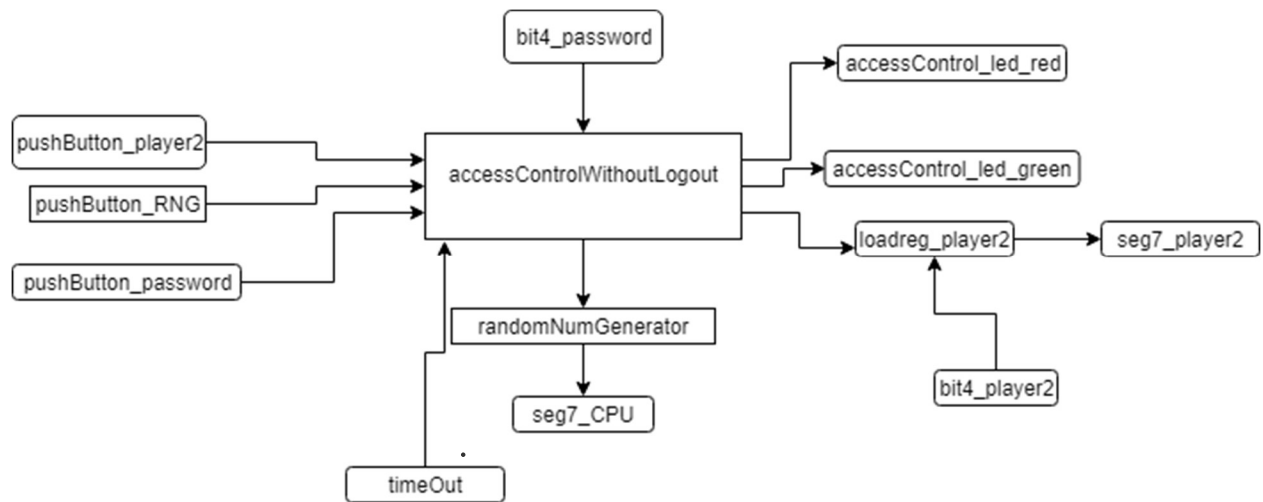 bit4_password
accessControl_led_red
pushButton_player2
accessControlWithoutLogout
accessControl_led_green
pushButton_RNG
loadreg_player2
seg7_player2
pushButton_password
randomNumGenerator
bit4_player2
seg7_CPU
timeOut